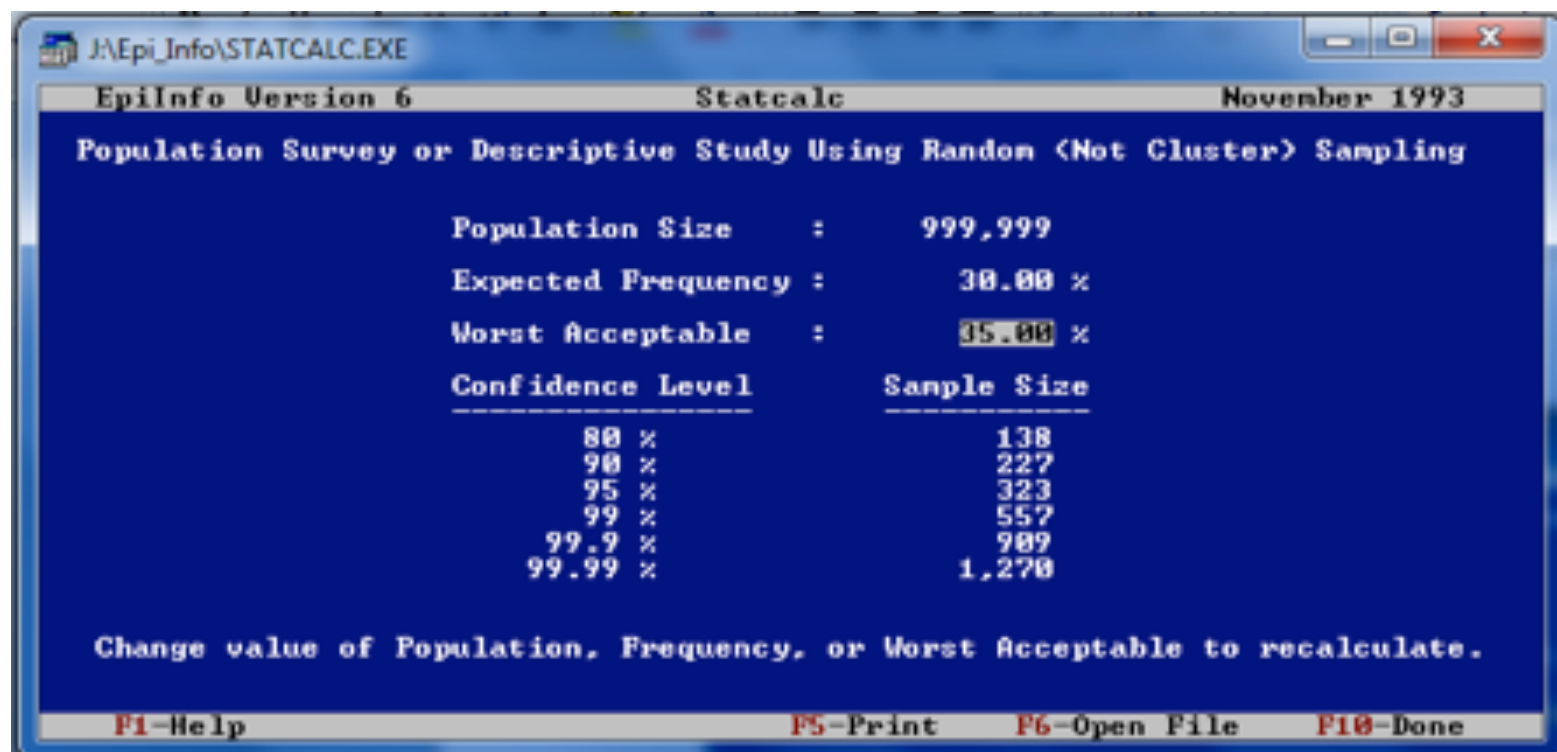 J:\Epi_Info\STATCALC.EXE
EpiInfo Version 6 Statcalc November 1993
Population Survey or Descriptive Study Using Random (Not Cluster) Sampling
Population Size : 999,999
Expected Frequency : 30.00 %
Worst Acceptable : 35.00 %
Confidence Level Sample Size
80 % 138
90 % 227
95 % 323
99 % 557
99.9 % 909
99.99 % 1,270
Change value of Population, Frequency, or Worst Acceptable to recalculate.
F1-Help F5-Print F6-Open File F10-Done